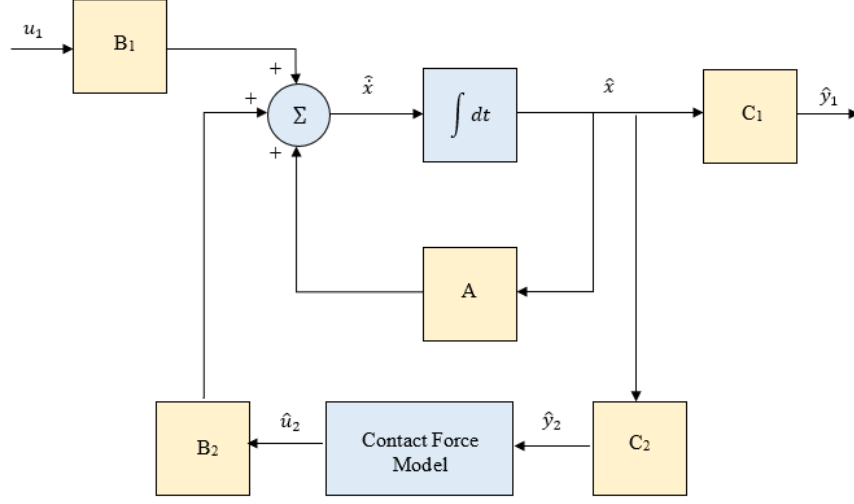 u₁
B₁
+
+
+
Σ
x̂̇
∫ dt
x̂
C₁
ŷ₁
A
B₂
û₂
Contact Force
Model
ŷ₂
C₂